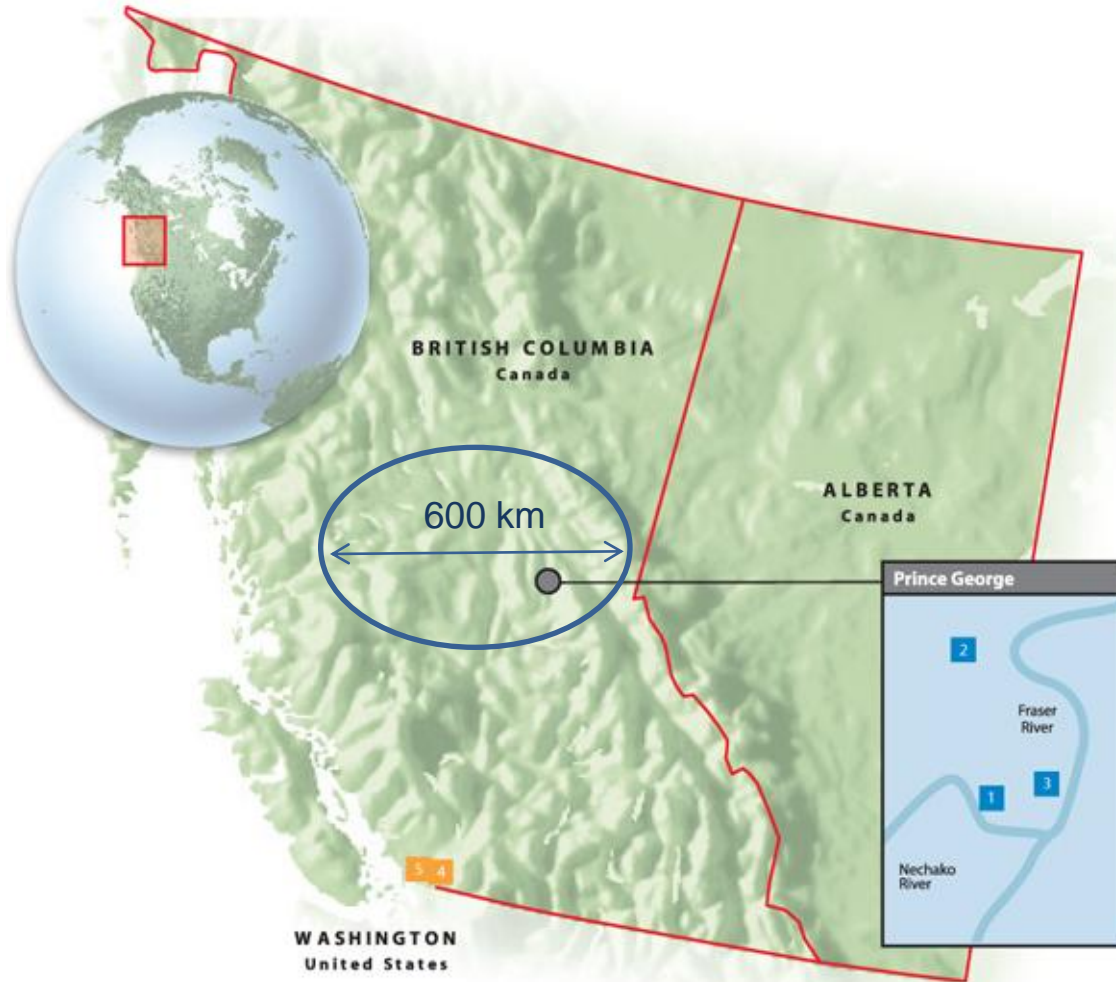 BRITISH COLUMBIA
Canada
600 km
ALBERTA
Canada
Prince George
2
Fraser
River
1
3
Nechako
River
5
4
WASHINGTON
United States